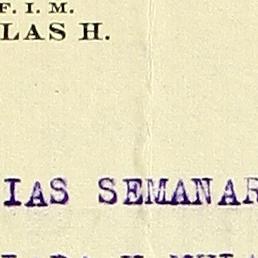 F. I. M.
LAS H.
IAS SEMANAR